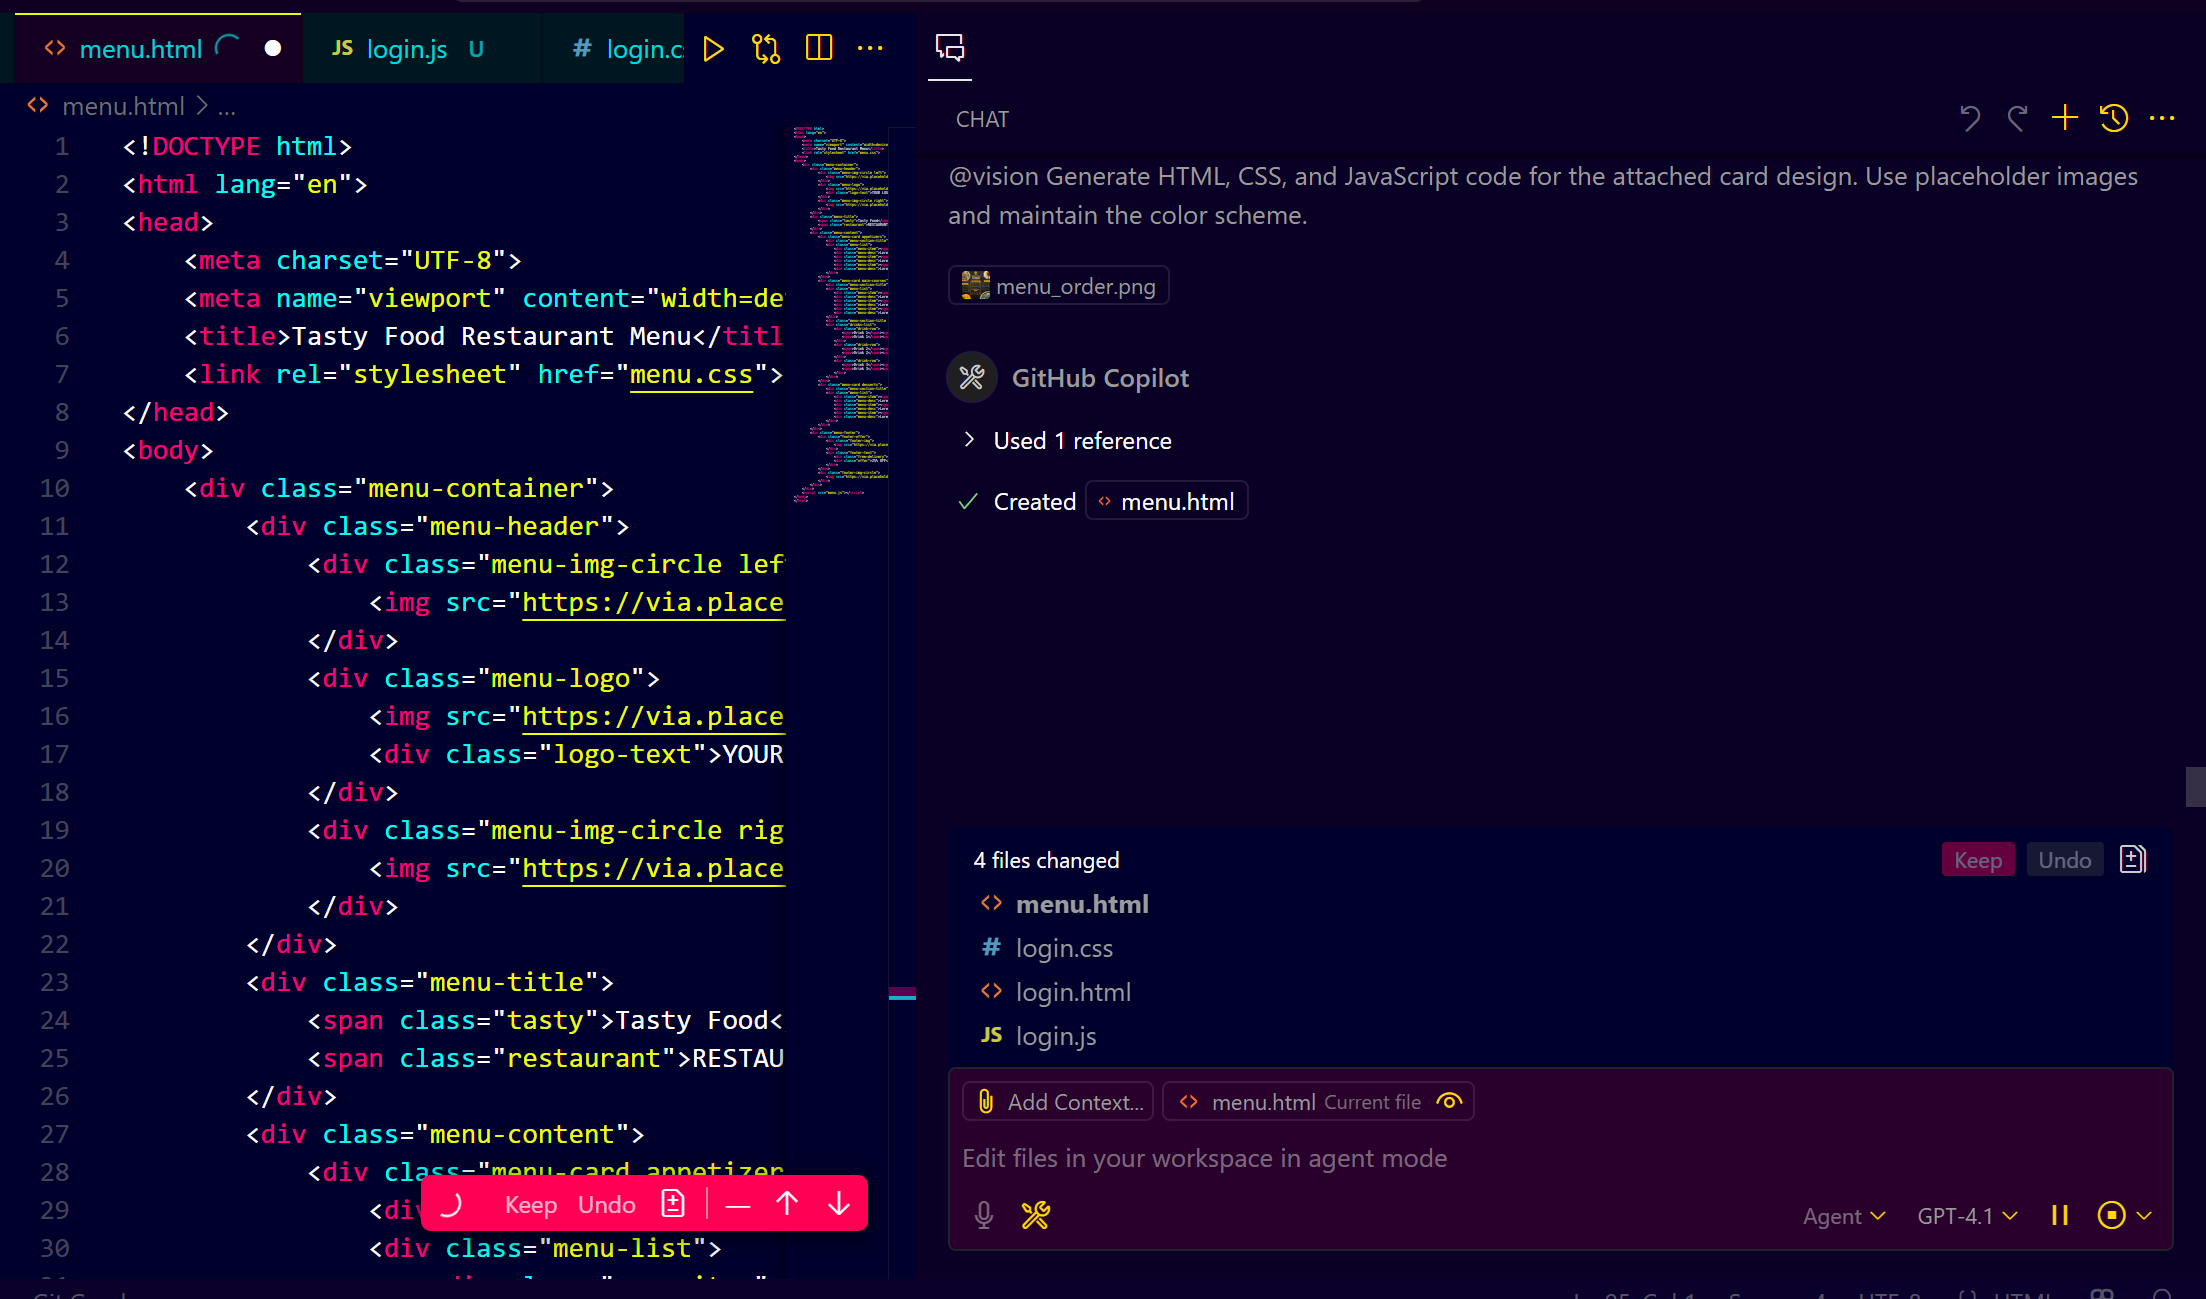 menu.html
JS login.js U
# login.c
menu.html > ...
1 <!DOCTYPE html>
2 <html lang="en">
3 <head>
4 <meta charset="UTF-8">
5 <meta name="viewport" content="width=de
6 <title>Tasty Food Restaurant Menu</titl
7 <link rel="stylesheet" href="menu.css">
8 </head>
9 <body>
10 <div class="menu-container">
11 <div class="menu-header">
12 <div class="menu-img-circle lef
13 <img src="https://via.place
14 </div>
15 <div class="menu-logo">
16 <img src="https://via.place
17 <div class="logo-text">YOUR
18 </div>
19 <div class="menu-img-circle rig
20 <img src="https://via.place
21 </div>
22 </div>
23 <div class="menu-title">
24 <span class="tasty">Tasty Food<
25 <span class="restaurant">RESTAU
26 </div>
27 <div class="menu-content">
28 <div class="menu-card appetizer
29 <div
30 <div class="menu-list">
Keep Undo
CHAT
@vision Generate HTML, CSS, and JavaScript code for the attached card design. Use placeholder images
and maintain the color scheme.
menu_order.png
GitHub Copilot
Used 1 reference
Created menu.html
4 files changed
Keep Undo
menu.html
# login.css
login.html
JS login.js
Add Context... menu.html Current file
Edit files in your workspace in agent mode
Agent GPT-4.1